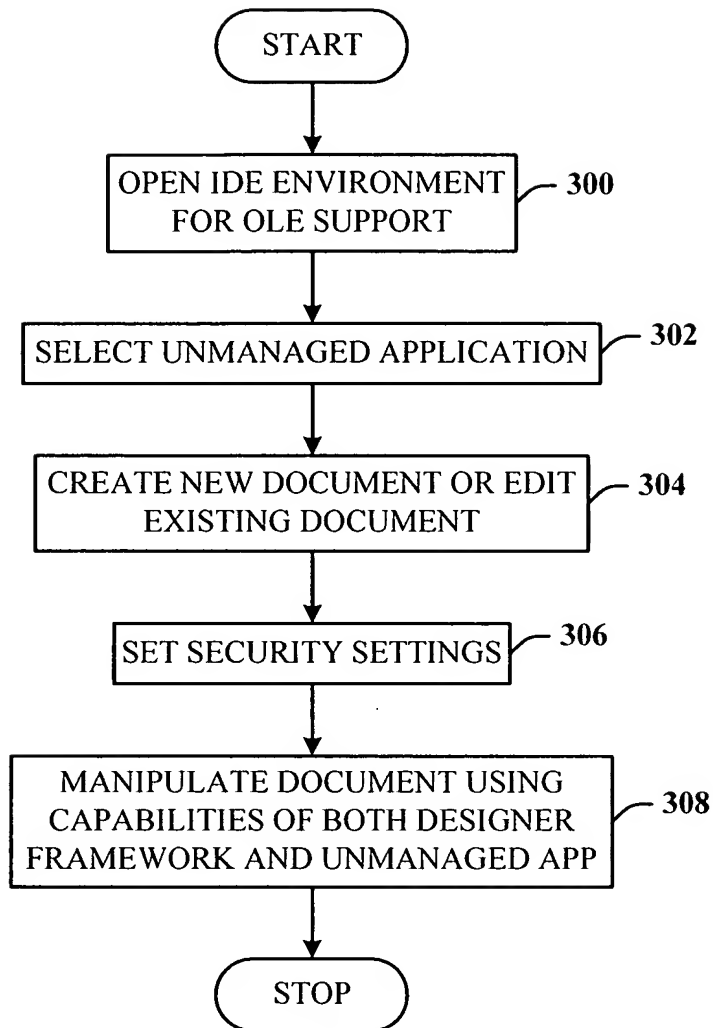 START
OPEN IDE ENVIRONMENT
FOR OLE SUPPORT
300
SELECT UNMANAGED APPLICATION
302
CREATE NEW DOCUMENT OR EDIT
EXISTING DOCUMENT
304
SET SECURITY SETTINGS
306
MANIPULATE DOCUMENT USING
CAPABILITIES OF BOTH DESIGNER
FRAMEWORK AND UNMANAGED APP
308
STOP